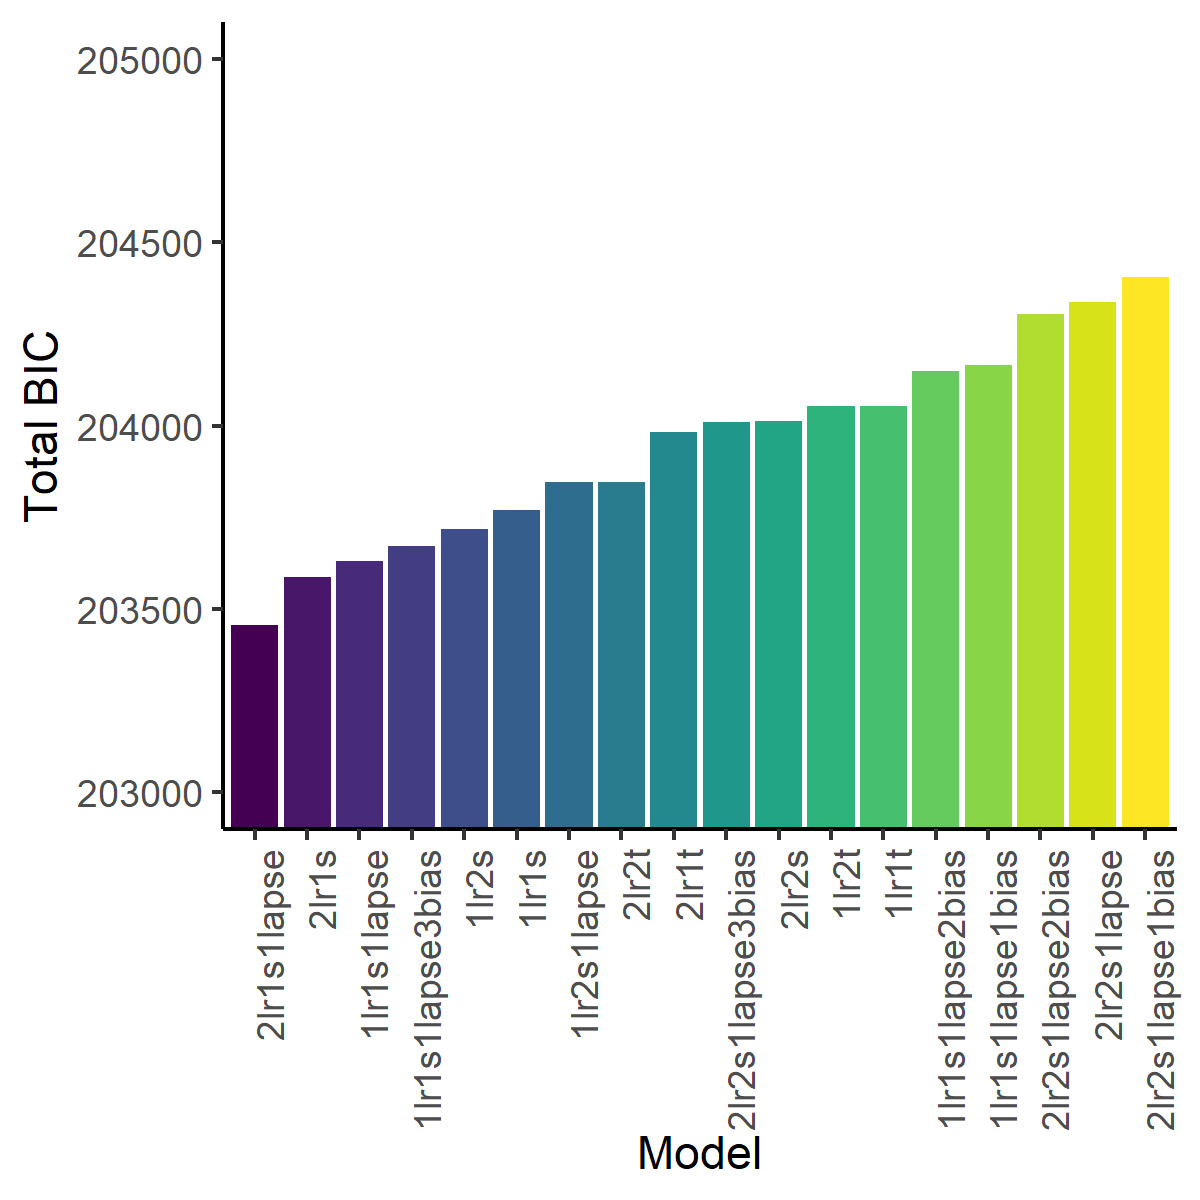 205000
204500
204000
203500
203000
Total BIC
2lr1s1lapse
2lr1s
1lr1s1lapse
1lr1s1lapse3bias
1lr2s
1lr1s
1lr2s1lapse
2lr2t
2lr1t
2lr2s1lapse3bias
2lr2s
1lr2t
1lr1t
1lr1s1lapse2bias
1lr1s1lapse1bias
2lr2s1lapse2bias
2lr2s1lapse
2lr2s1lapse1bias
Model